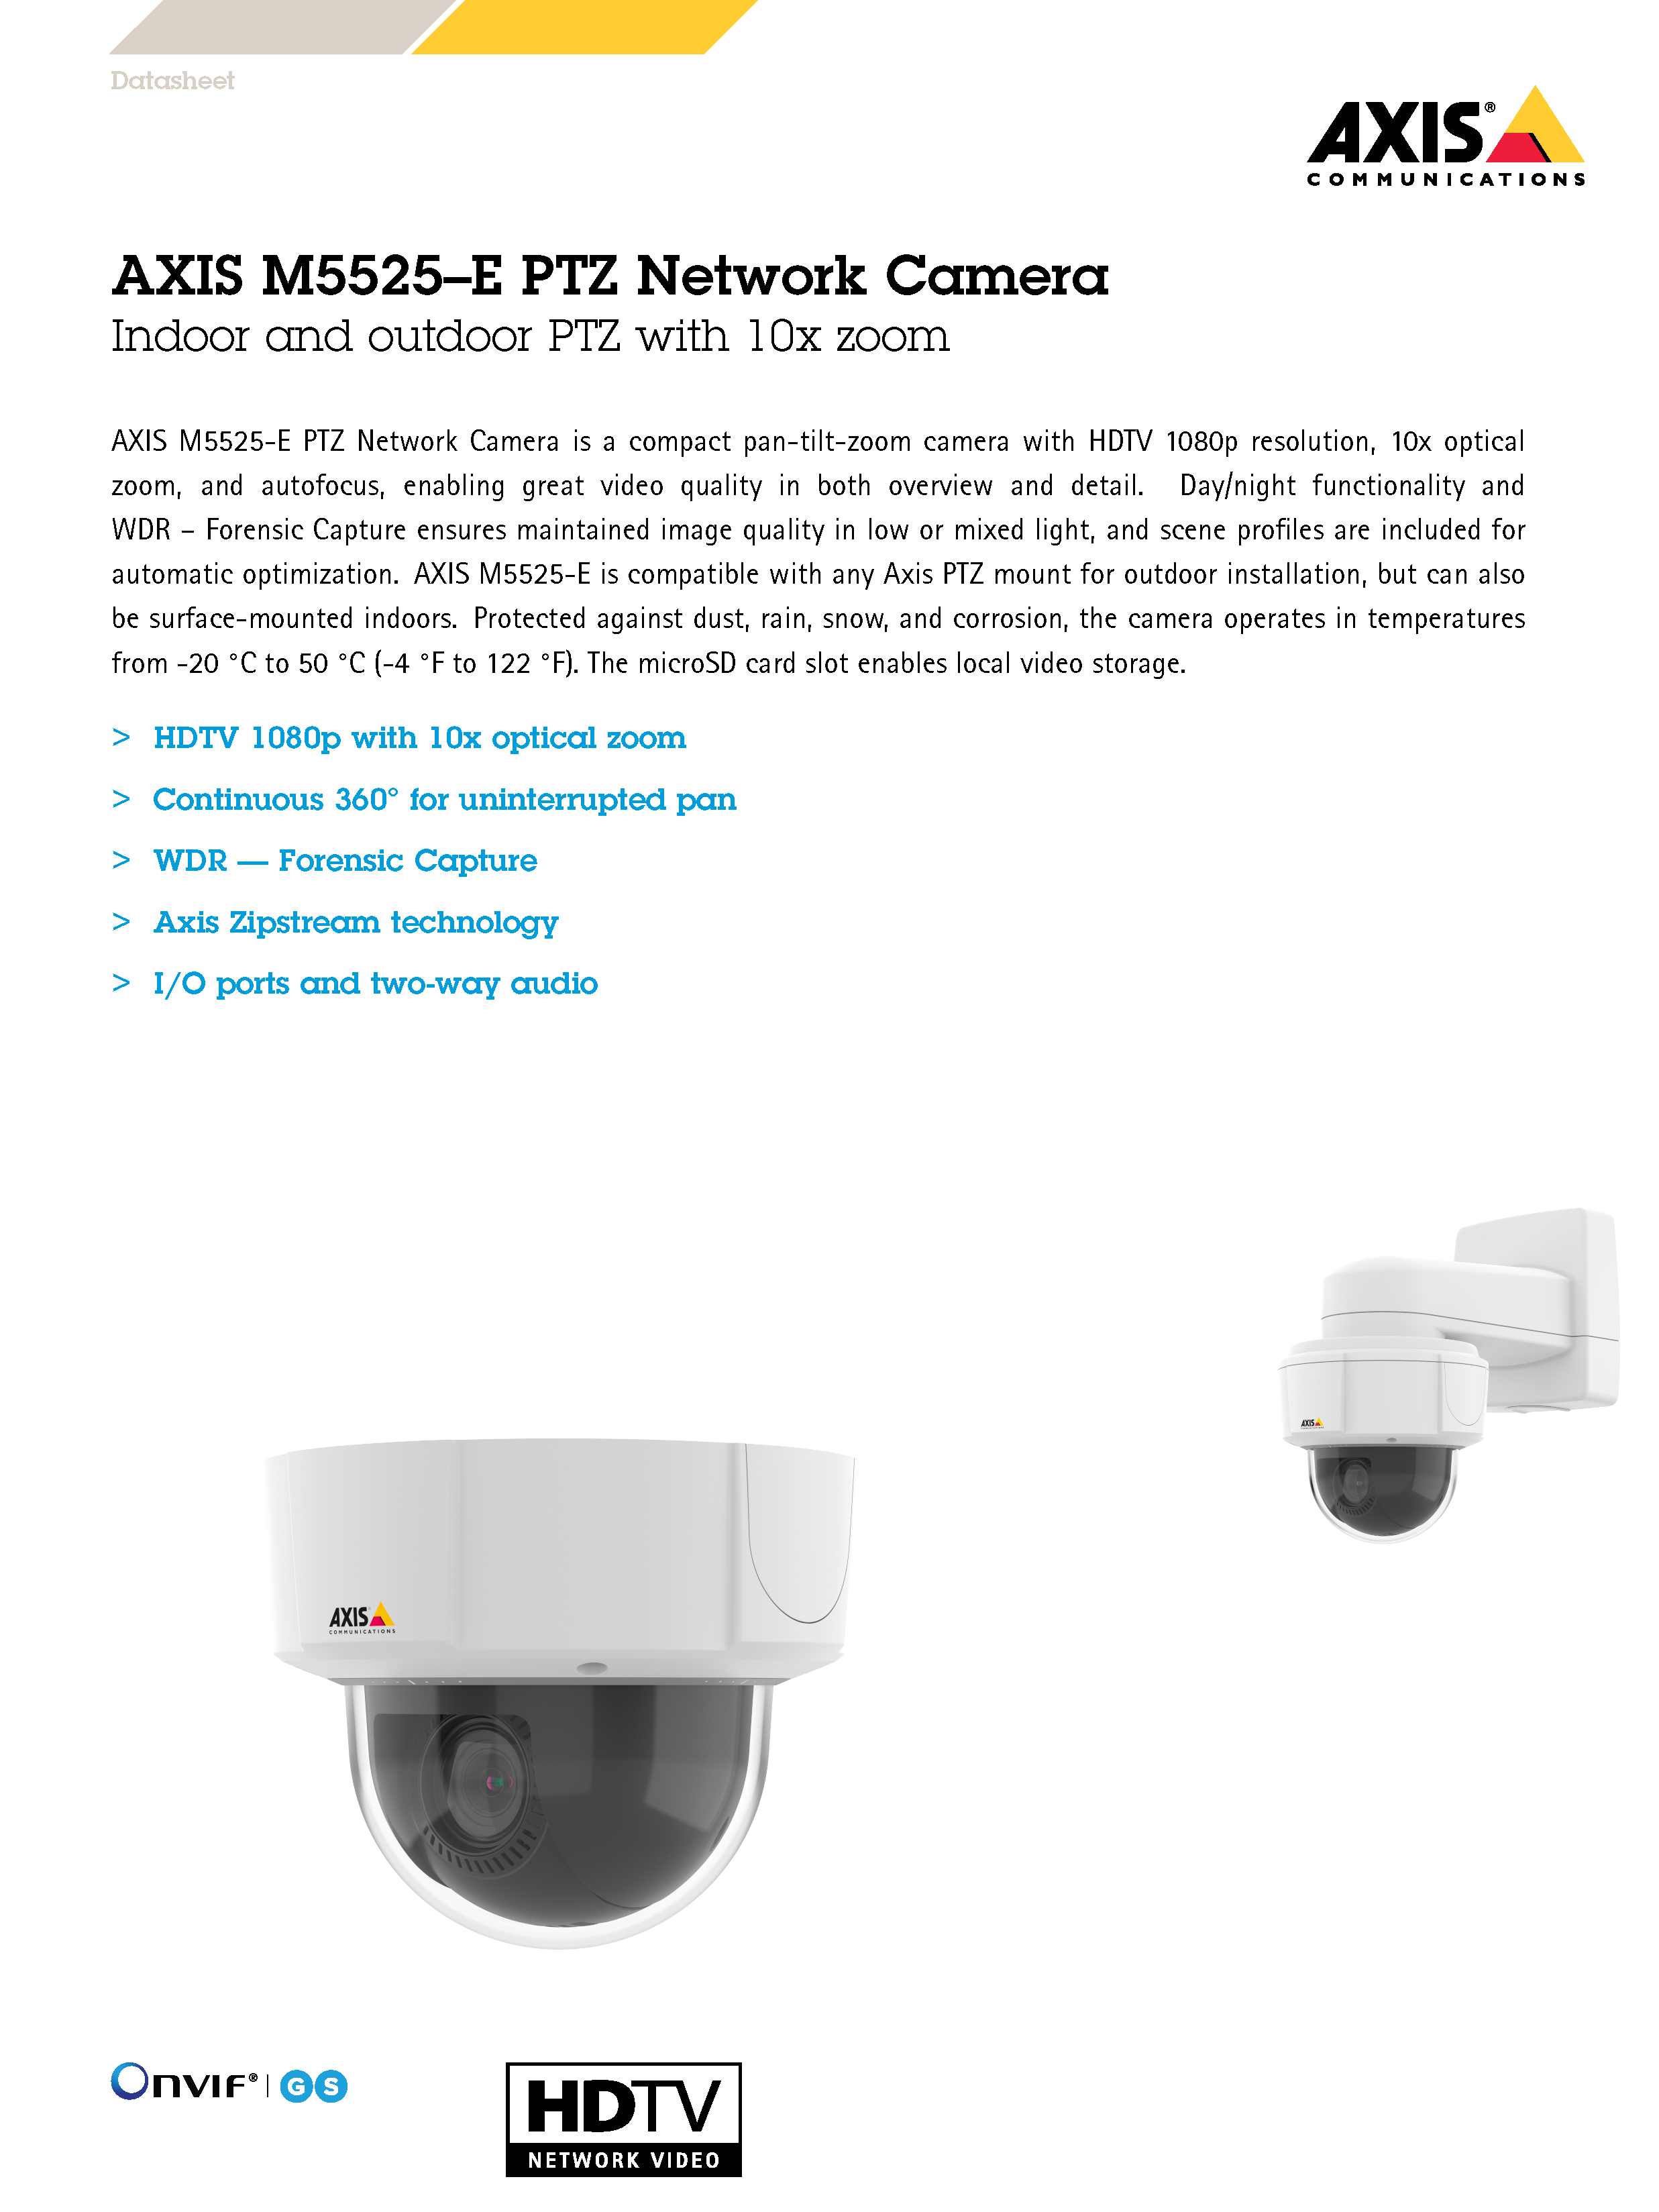 Datasheet
AXIS®
COMMUNICATIONS
AXIS M5525–E PTZ Network Camera
Indoor and outdoor PTZ with 10x zoom
AXIS M5525-E PTZ Network Camera is a compact pan-tilt-zoom camera with HDTV 1080p resolution, 10x optical
zoom, and autofocus, enabling great video quality in both overview and detail. Day/night functionality and
WDR – Forensic Capture ensures maintained image quality in low or mixed light, and scene profiles are included for
automatic optimization. AXIS M5525-E is compatible with any Axis PTZ mount for outdoor installation, but can also
be surface-mounted indoors. Protected against dust, rain, snow, and corrosion, the camera operates in temperatures
from -20 °C to 50 °C (-4 °F to 122 °F). The microSD card slot enables local video storage.
> HDTV 1080p with 10x optical zoom
> Continuous 360° for uninterrupted pan
> WDR — Forensic Capture
> Axis Zipstream technology
> I/O ports and two-way audio
AXIS
AXIS
COMMUNICATIONS
ONVIF® | G S
HDTV
NETWORK VIDEO